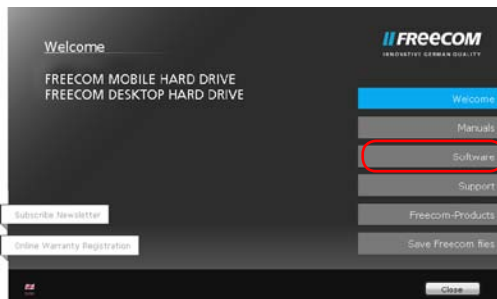 Welcome
FREECOM MOBILE HARD DRIVE
FREECOM DESKTOP HARD DRIVE
Subscribe Newsletter
Online Warranty Registration
FREECOM
INNOVATIVE GERMAN QUALITY
Welcome
Manuals
Software
Support
Freecom-Products
Save Freecom files
Close